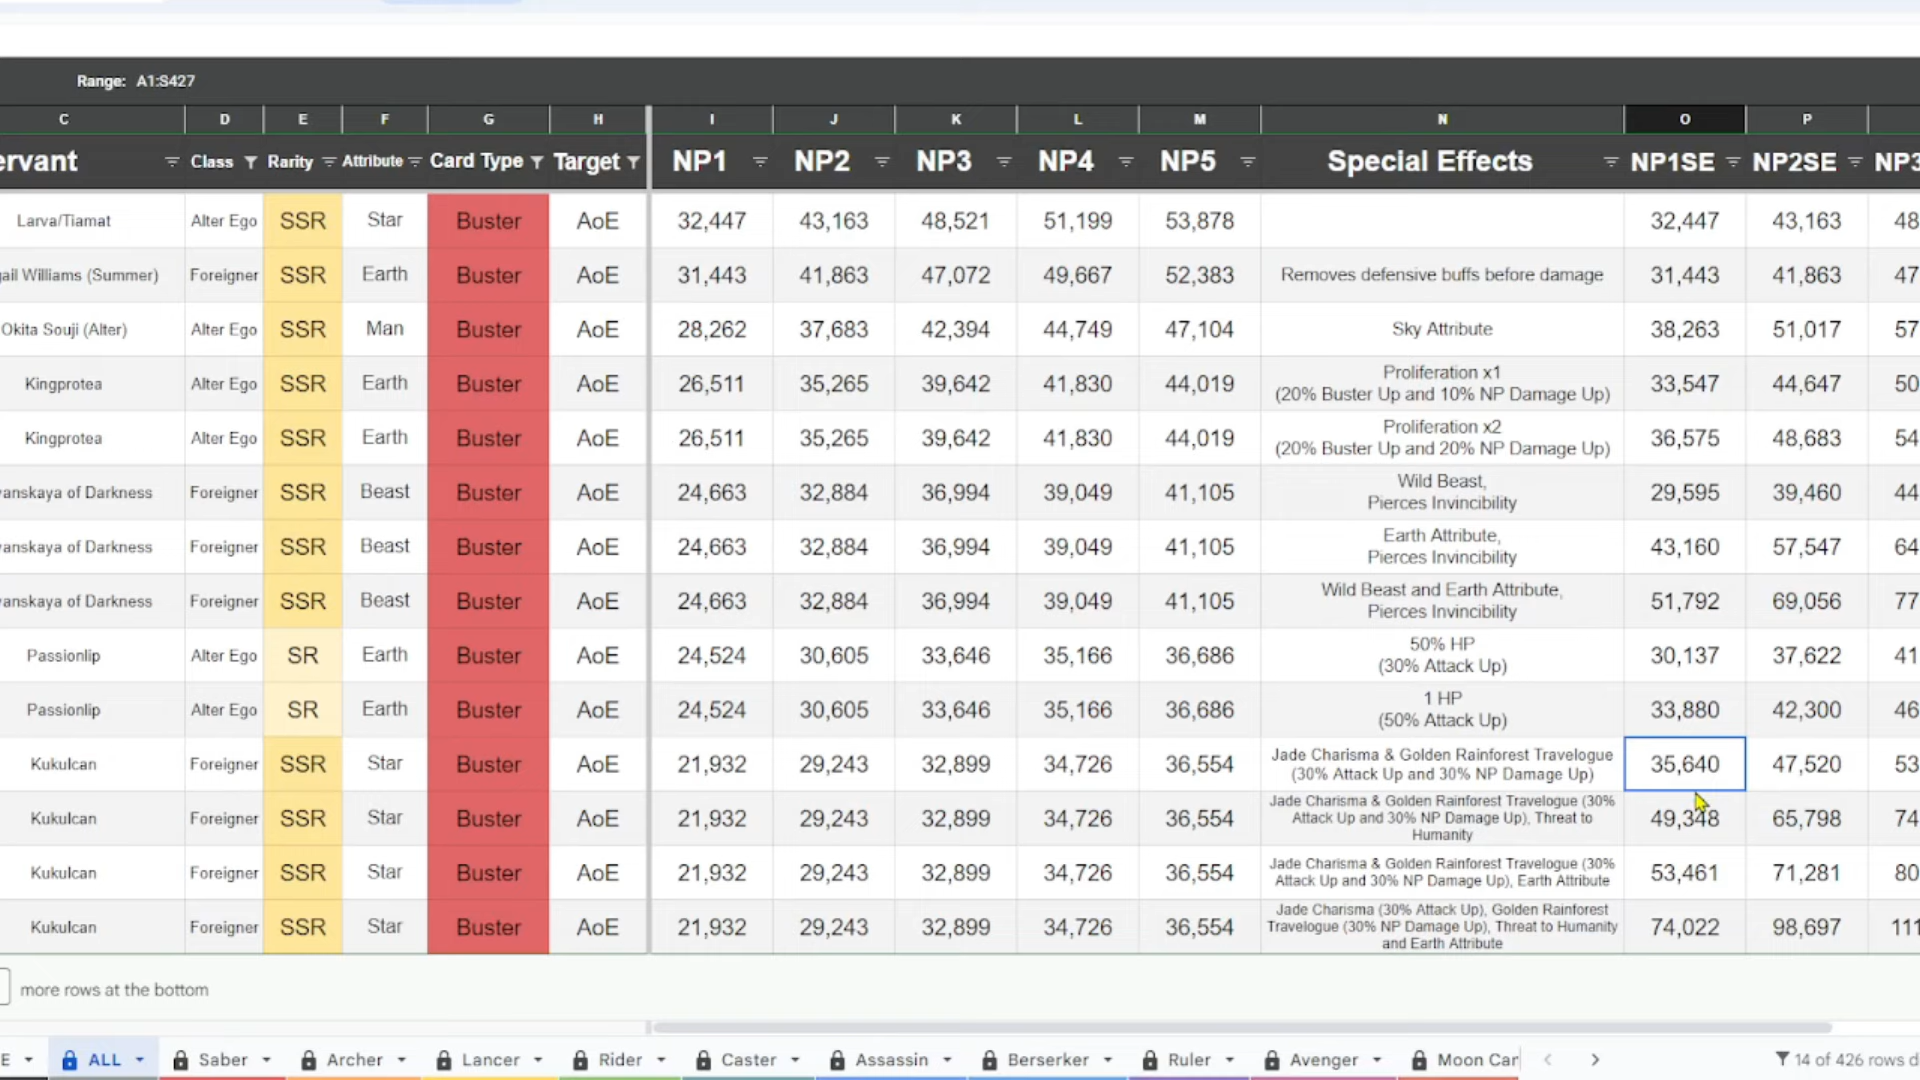 Range: A1:S427
C D E F G H I J K L M N O P
ervant Class Rarity Attribute Card Type Target NP1 NP2 NP3 NP4 NP5 Special Effects NP1SE NP2SE NP3
Larva/Tiamat Alter Ego SSR Star Buster AoE 32,447 43,163 48,521 51,199 53,878 32,447 43,163 48
gail Williams (Summer) Foreigner SSR Earth Buster AoE 31,443 41,863 47,072 49,667 52,383 Removes defensive buffs before damage 31,443 41,863 47
Okita Souji (Alter) Alter Ego SSR Man Buster AoE 28,262 37,683 42,394 44,749 47,104 Sky Attribute 38,263 51,017 57
Kingprotea Alter Ego SSR Earth Buster AoE 26,511 35,265 39,642 41,830 44,019 Proliferation x1
(20% Buster Up and 10% NP Damage Up) 33,547 44,647 50
Kingprotea Alter Ego SSR Earth Buster AoE 26,511 35,265 39,642 41,830 44,019 Proliferation x2
(20% Buster Up and 20% NP Damage Up) 36,575 48,683 54
vanskaya of Darkness Foreigner SSR Beast Buster AoE 24,663 32,884 36,994 39,049 41,105 Wild Beast,
Pierces Invincibility 29,595 39,460 44
vanskaya of Darkness Foreigner SSR Beast Buster AoE 24,663 32,884 36,994 39,049 41,105 Earth Attribute,
Pierces Invincibility 43,160 57,547 64
vanskaya of Darkness Foreigner SSR Beast Buster AoE 24,663 32,884 36,994 39,049 41,105 Wild Beast and Earth Attribute,
Pierces Invincibility 51,792 69,056 77
Passionlip Alter Ego SR Earth Buster AoE 24,524 30,605 33,646 35,166 36,686 50% HP
(30% Attack Up) 30,137 37,622 41
Passionlip Alter Ego SR Earth Buster AoE 24,524 30,605 33,646 35,166 36,686 1 HP
(50% Attack Up) 33,880 42,300 46
Kukulcan Foreigner SSR Star Buster AoE 21,932 29,243 32,899 34,726 36,554 Jade Charisma & Golden Rainforest Travelogue
(30% Attack Up and 30% NP Damage Up) 35,640 47,520 53
Kukulcan Foreigner SSR Star Buster AoE 21,932 29,243 32,899 34,726 36,554 Jade Charisma & Golden Rainforest Travelogue (30%
Attack Up and 30% NP Damage Up), Threat to
Humanity 49,348 65,798 74
Kukulcan Foreigner SSR Star Buster AoE 21,932 29,243 32,899 34,726 36,554 Jade Charisma & Golden Rainforest Travelogue (30%
Attack Up and 30% NP Damage Up), Earth Attribute 53,461 71,281 80
Kukulcan Foreigner SSR Star Buster AoE 21,932 29,243 32,899 34,726 36,554 Jade Charisma (30% Attack Up), Golden Rainforest
Travelogue (30% NP Damage Up), Threat to Humanity
and Earth Attribute 74,022 98,697 111
more rows at the bottom
E ALL Saber Archer Lancer Rider Caster Assassin Berserker Ruler Avenger Moon Can 14 of 426 rows d